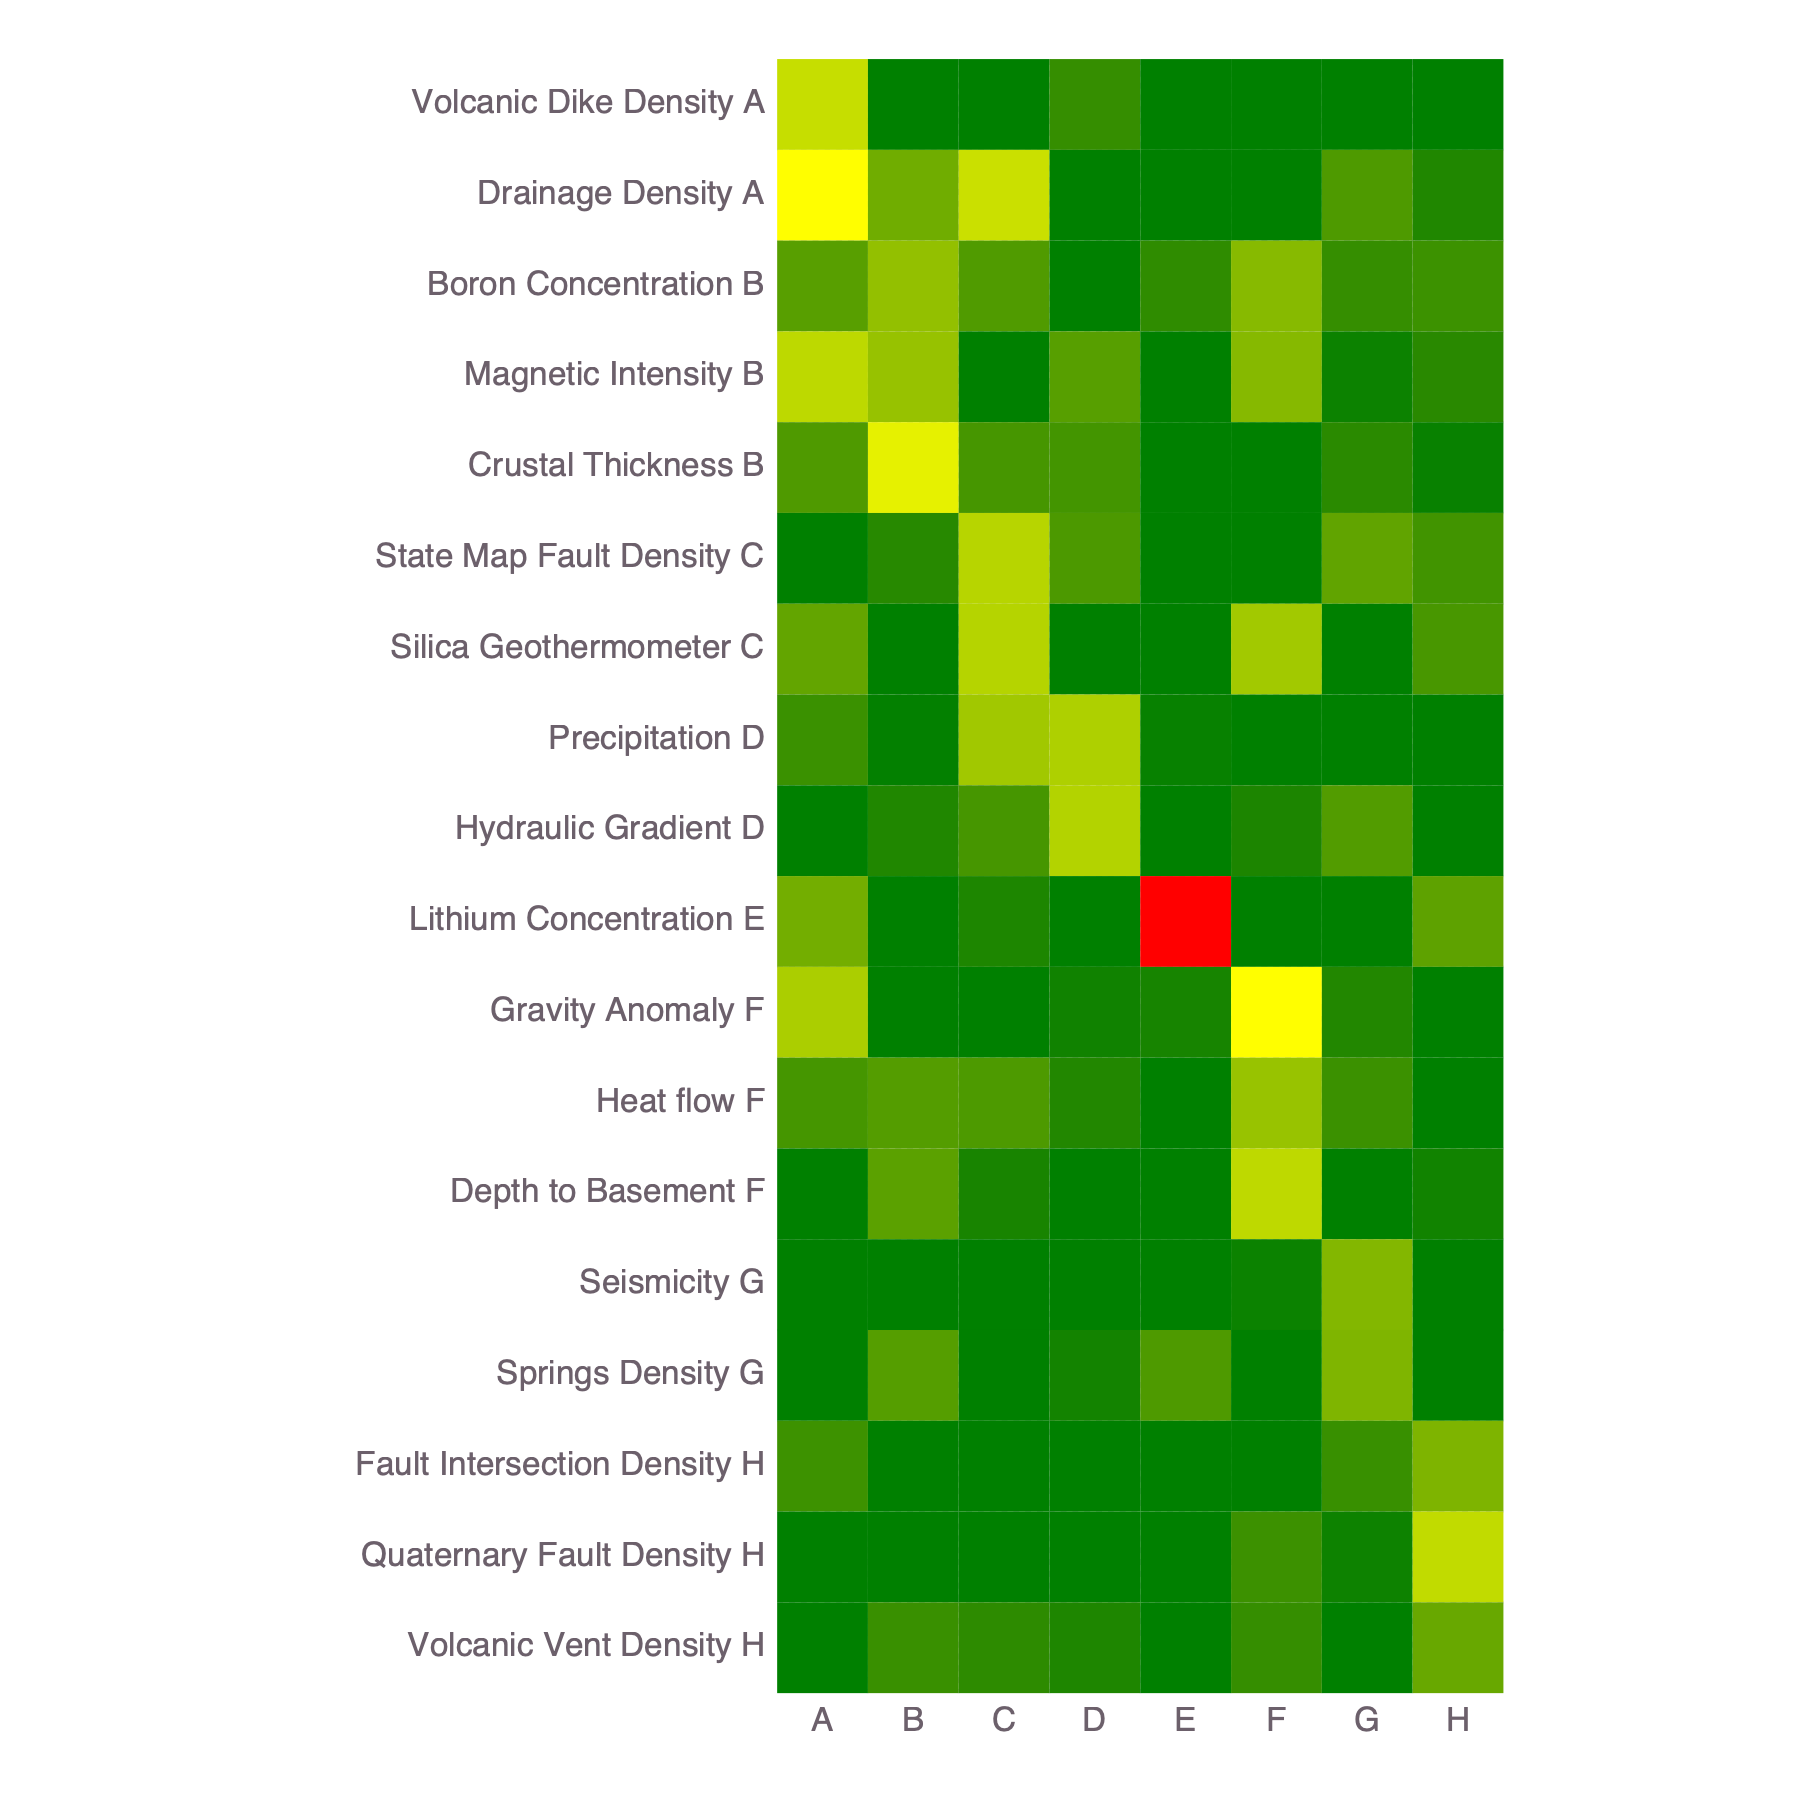 Volcanic Dike Density A
Drainage Density A
Boron Concentration B
Magnetic Intensity B
Crustal Thickness B
State Map Fault Density C
Silica Geothermometer C
Precipitation D
Hydraulic Gradient D
Lithium Concentration E
Gravity Anomaly F
Heat flow F
Depth to Basement F
Seismicity G
Springs Density G
Fault Intersection Density H
Quaternary Fault Density H
Volcanic Vent Density H
A B C D E F G H